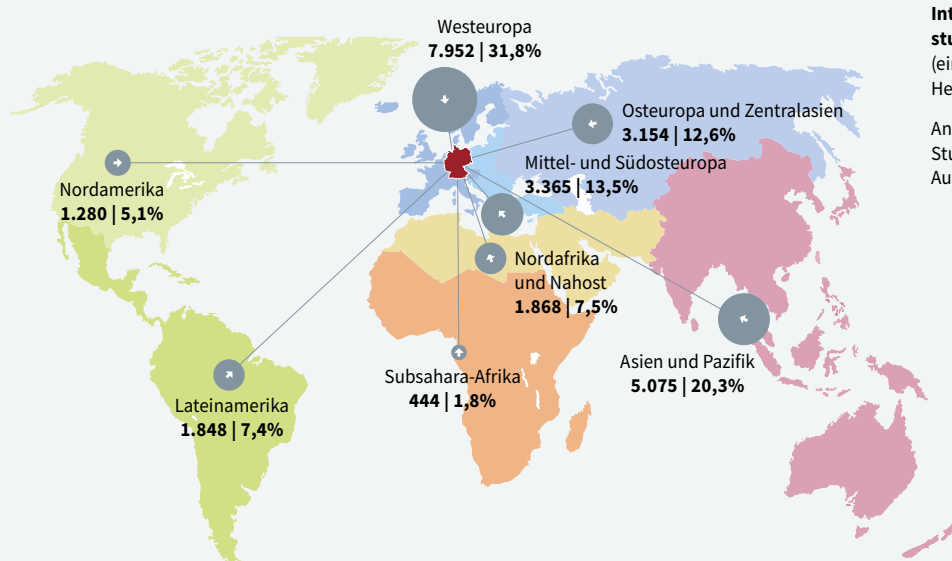 Westeuropa
7.952 | 31,8%
Osteuropa und Zentralasien
3.154 | 12,6%
Mittel- und Südosteuropa
3.365 | 13,5%
Nordamerika
1.280 | 5,1%
Nordafrika
und Nahost
1.868 | 7,5%
Asien und Pazifik
5.075 | 20,3%
Subsahara-Afrika
444 | 1,8%
Lateinamerika
1.848 | 7,4%